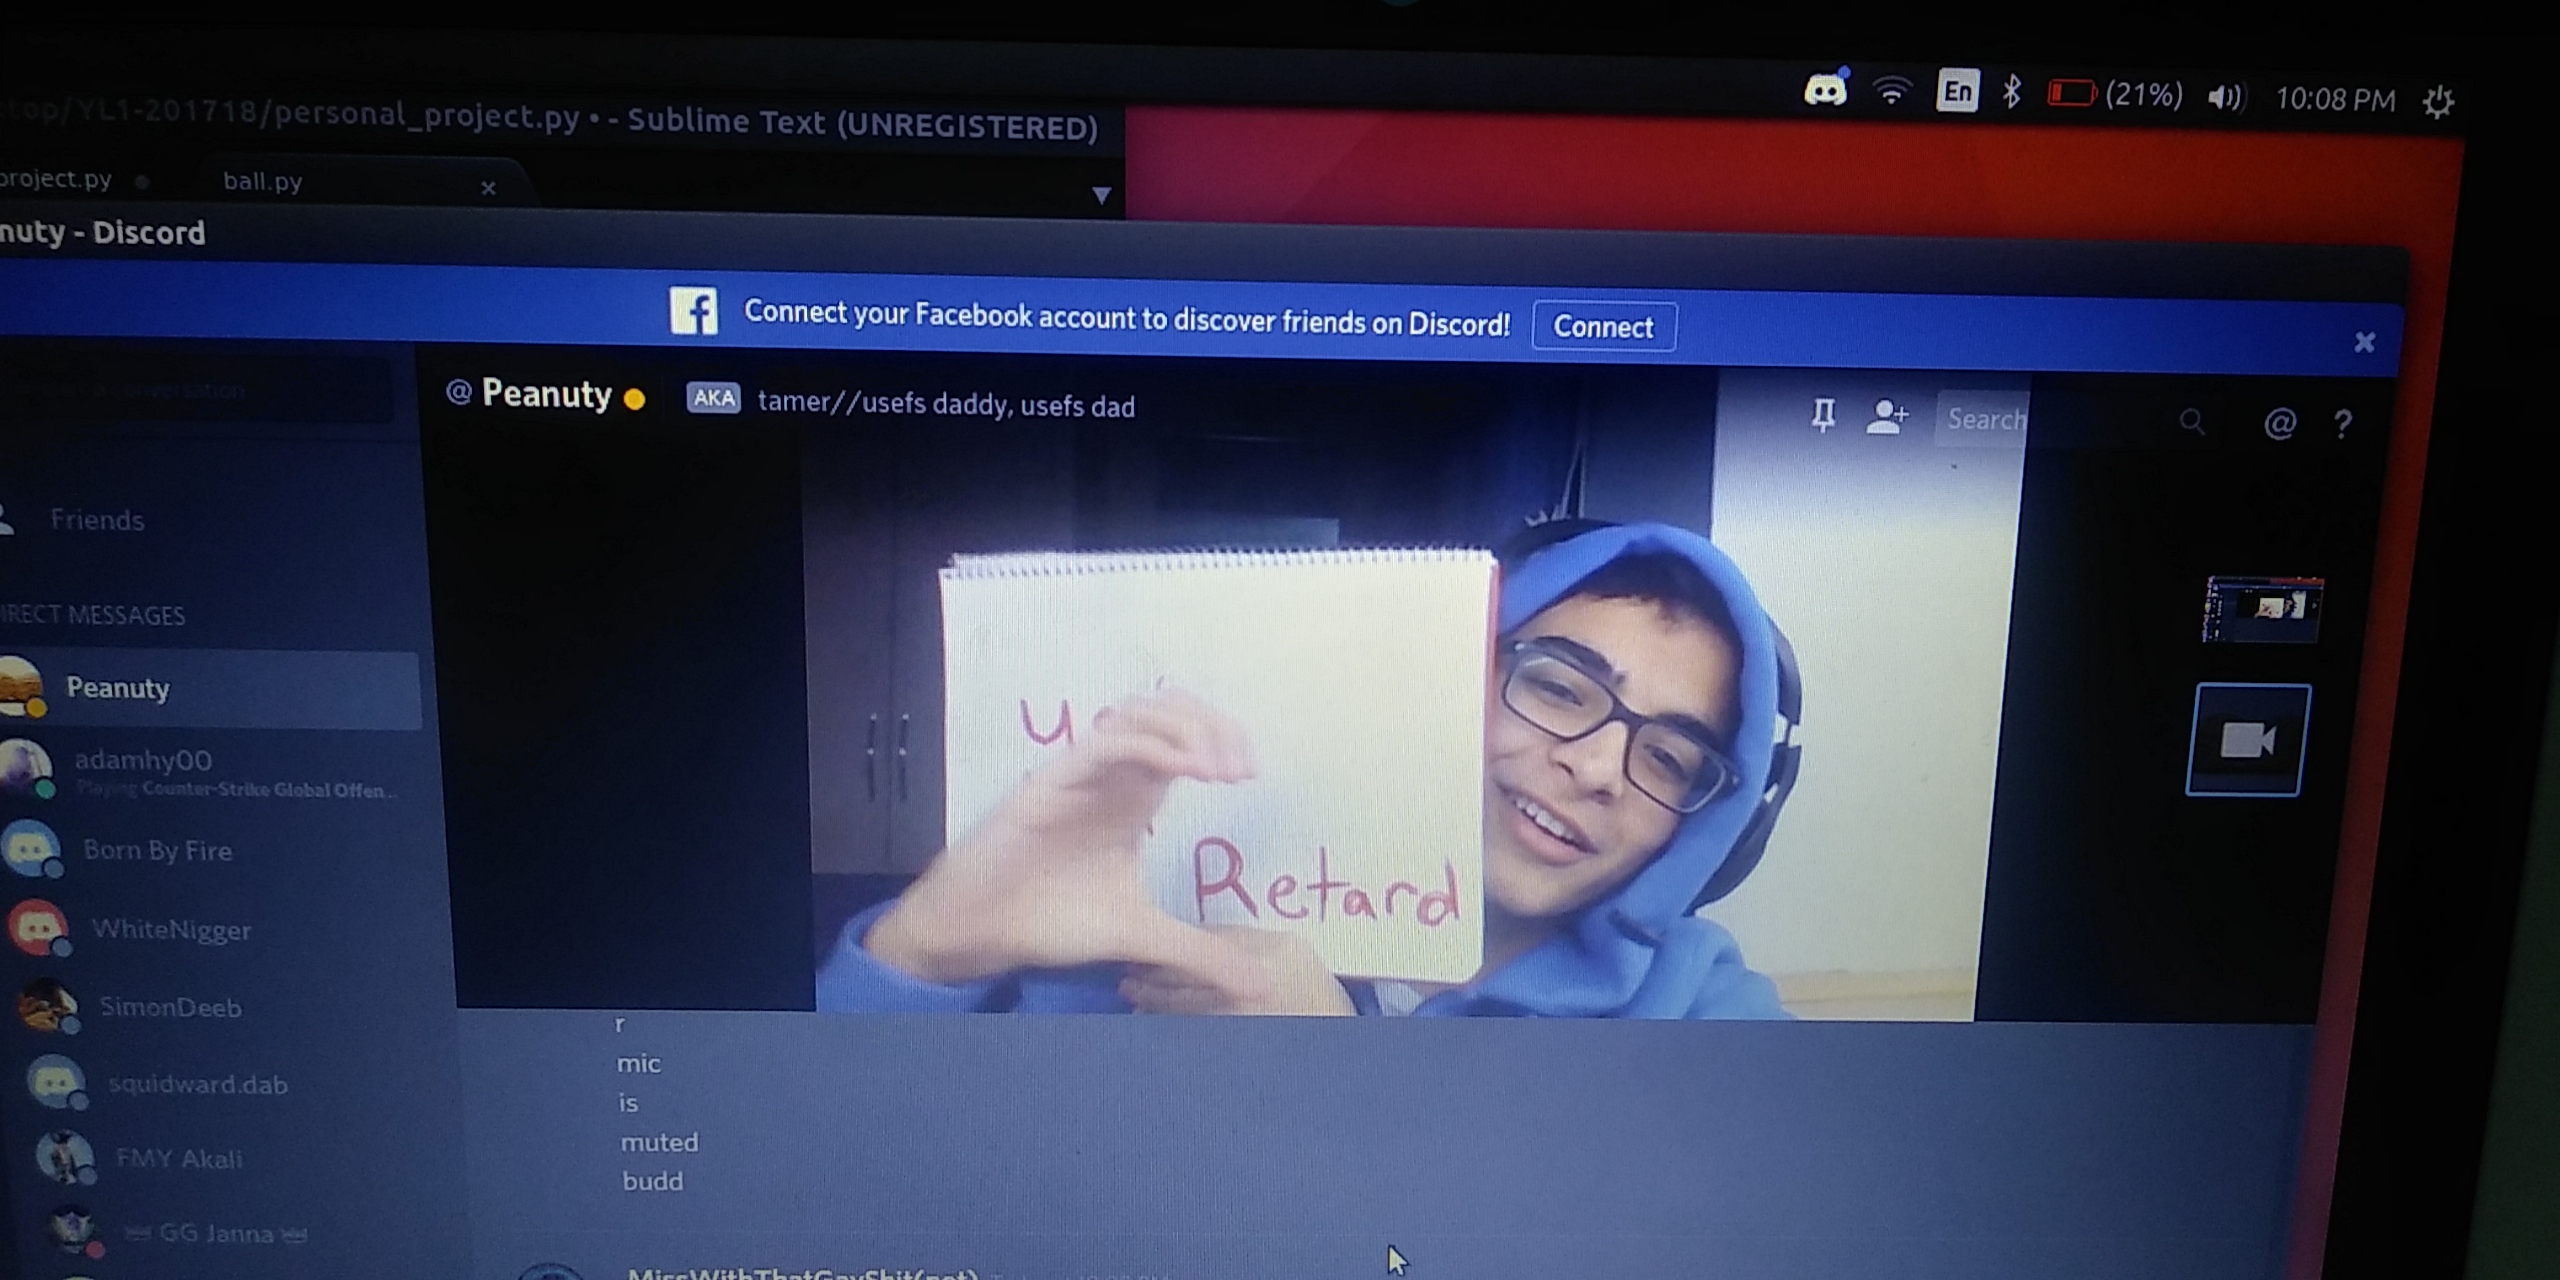 En (21%) 10:08 PM
top/YL1-201718/personal_project.py • - Sublime Text (UNREGISTERED)
project.py ball.py
nuty - Discord
Connect your Facebook account to discover friends on Discord! Connect
@ Peanuty AKA tamer//usefs daddy, usefs dad Search
Friends
DIRECT MESSAGES
Peanuty
adamhy00
Playing Counter-Strike Global Offen...
Born By Fire
WhiteNigger
SimonDeeb
squidward.dab
FMY Akali
GG Janna
u
Retard
r
mic
is
muted
budd
MissWithThatGayShit(not)